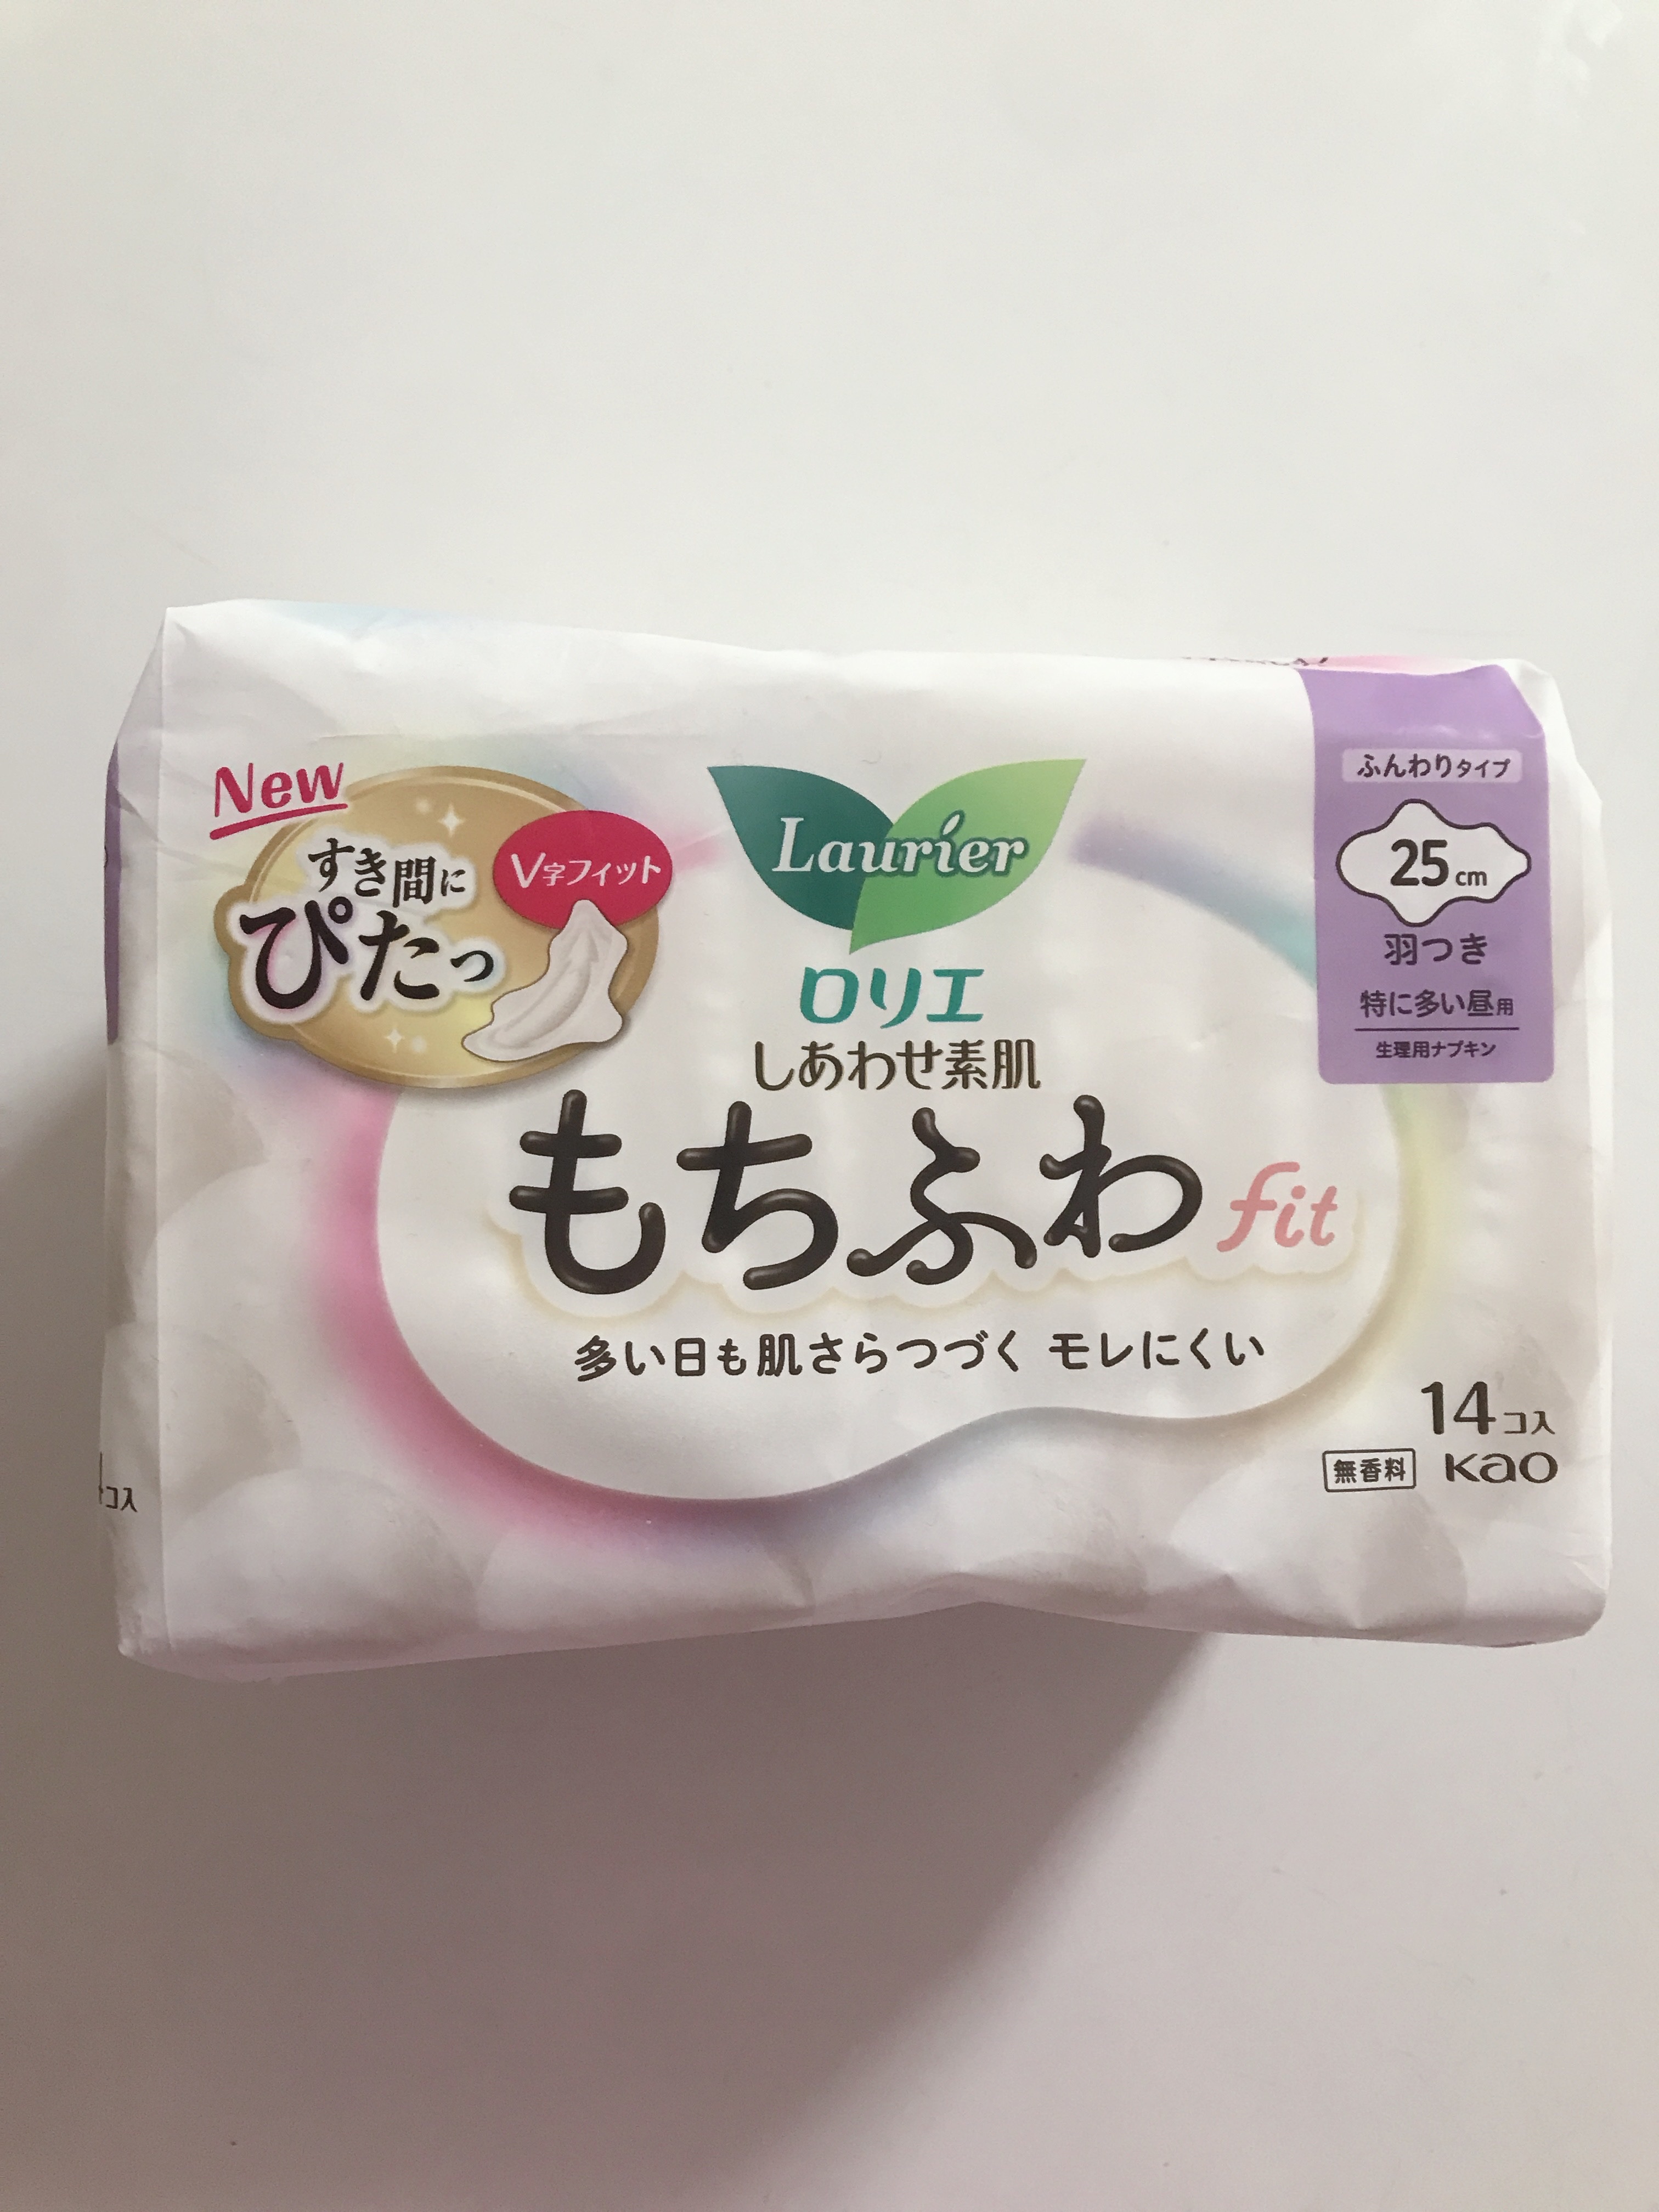 New
すき間に
ぴたっ
V字フィット
Laurier
ロリエ
しあわせ素肌
もちふわ fit
多い日も肌さらつづく モレにくい
ふんわりタイプ
25cm
羽つき
特に多い昼用
生理用ナプキン
14コ入
無香料 Kao
コ入